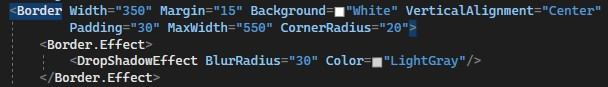 <Border Width="350" Margin="15" Background="White" VerticalAlignment="Center"
Padding="30" MaxWidth="550" CornerRadius="20">
<Border.Effect>
<DropShadowEffect BlurRadius="30" Color="LightGray"/>
</Border.Effect>